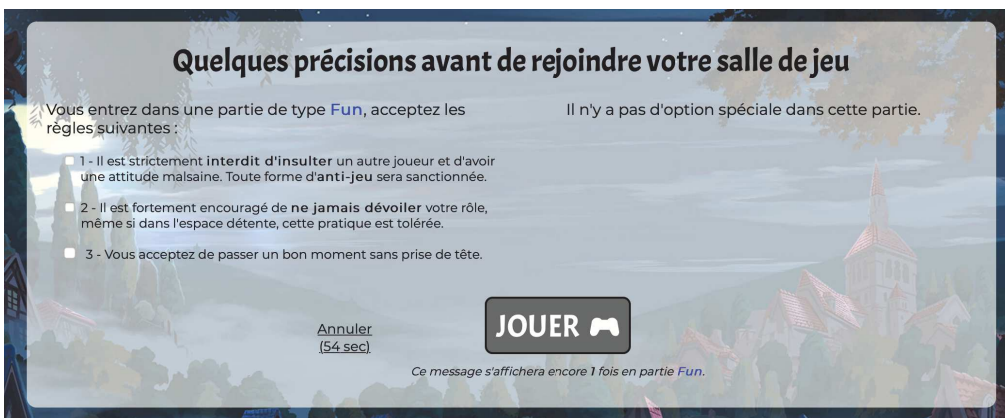 Quelques précisions avant de rejoindre votre salle de jeu
Vous entrez dans une partie de type Fun, acceptez les
règles suivantes :
1 - Il est strictement interdit d'insulter un autre joueur et d'avoir
une attitude malsaine. Toute forme d'anti-jeu sera sanctionnée.
2 - Il est fortement encouragé de ne jamais dévoiler votre rôle,
même si dans l'espace détente, cette pratique est tolérée.
3 - Vous acceptez de passer un bon moment sans prise de tête.
Il n'y a pas d'option spéciale dans cette partie.
Annuler
(54 sec)
JOUER
Ce message s'affichera encore 1 fois en partie Fun.